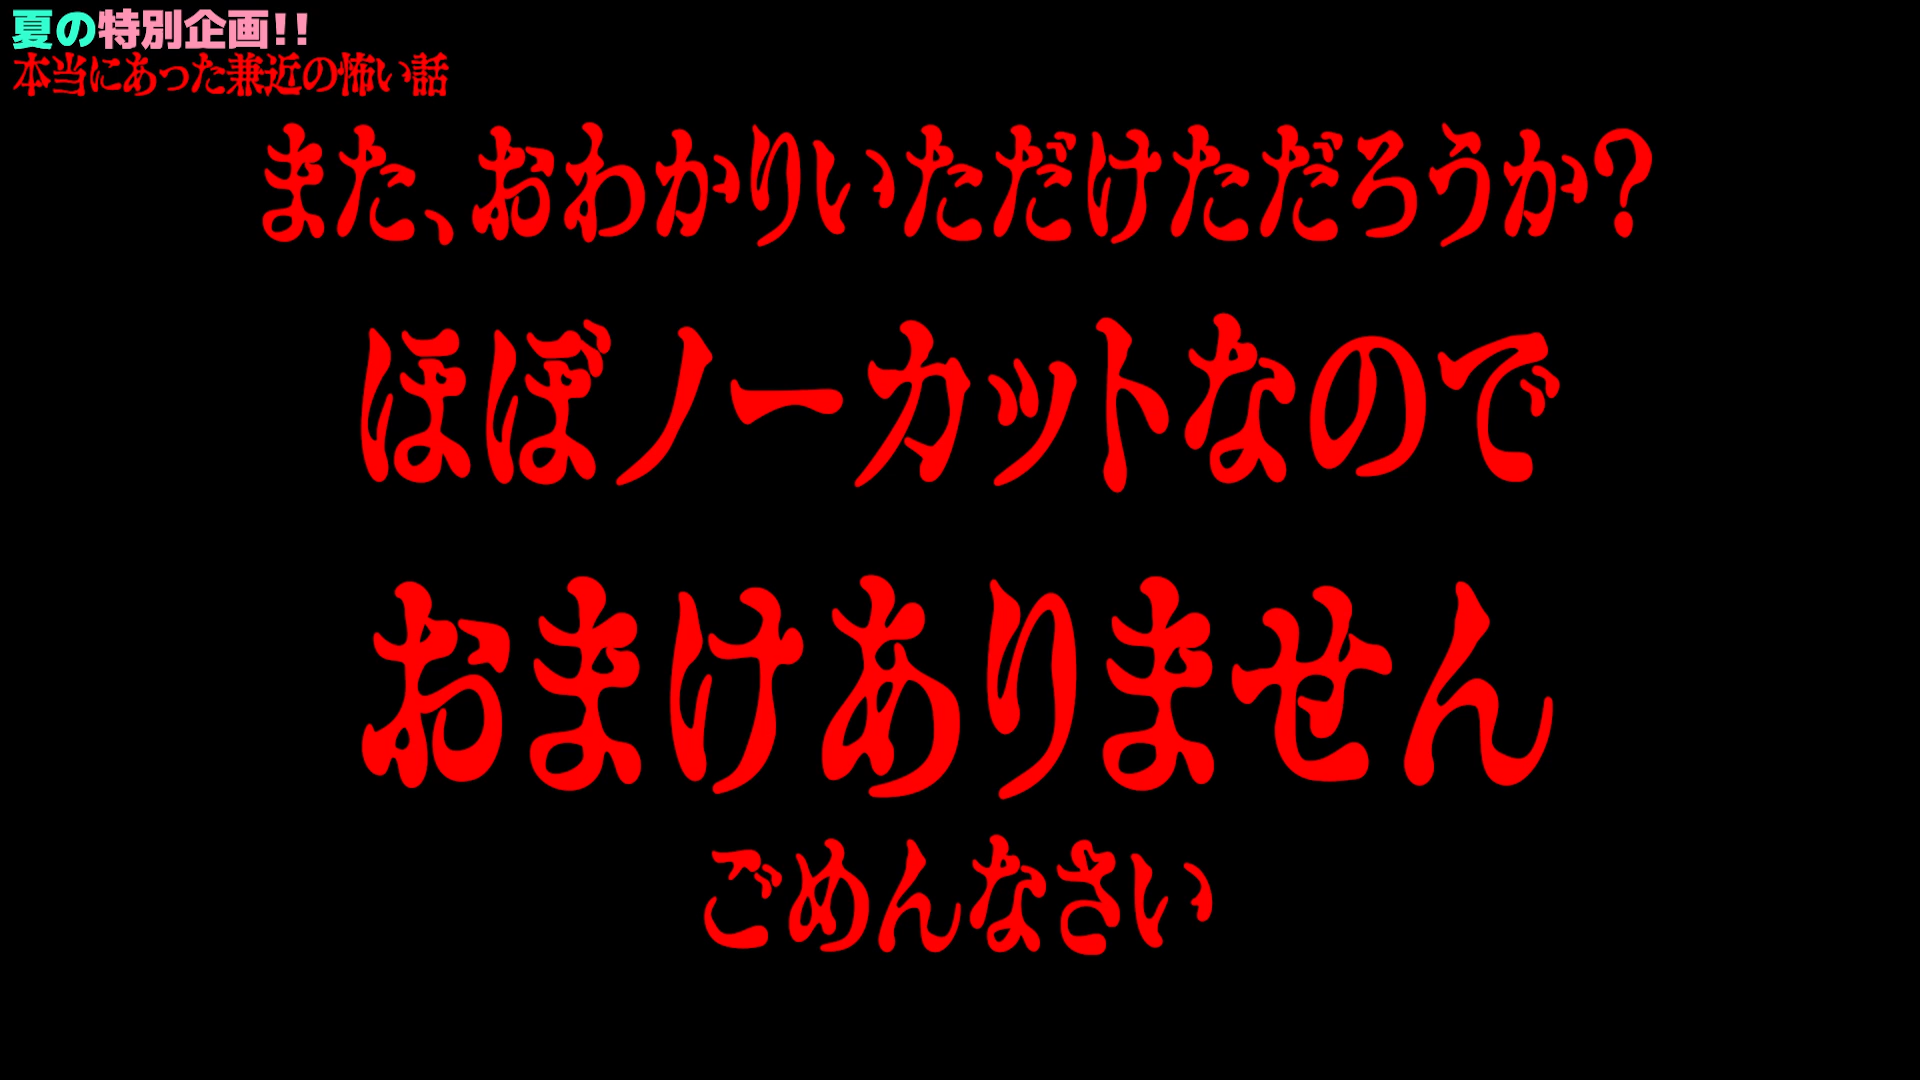 夏の特別企画!!
本当にあった兼近の怖い話
また、おわかりいただけただろうか?
ほぼノーカットなので
おまけありません
ごめんなさい